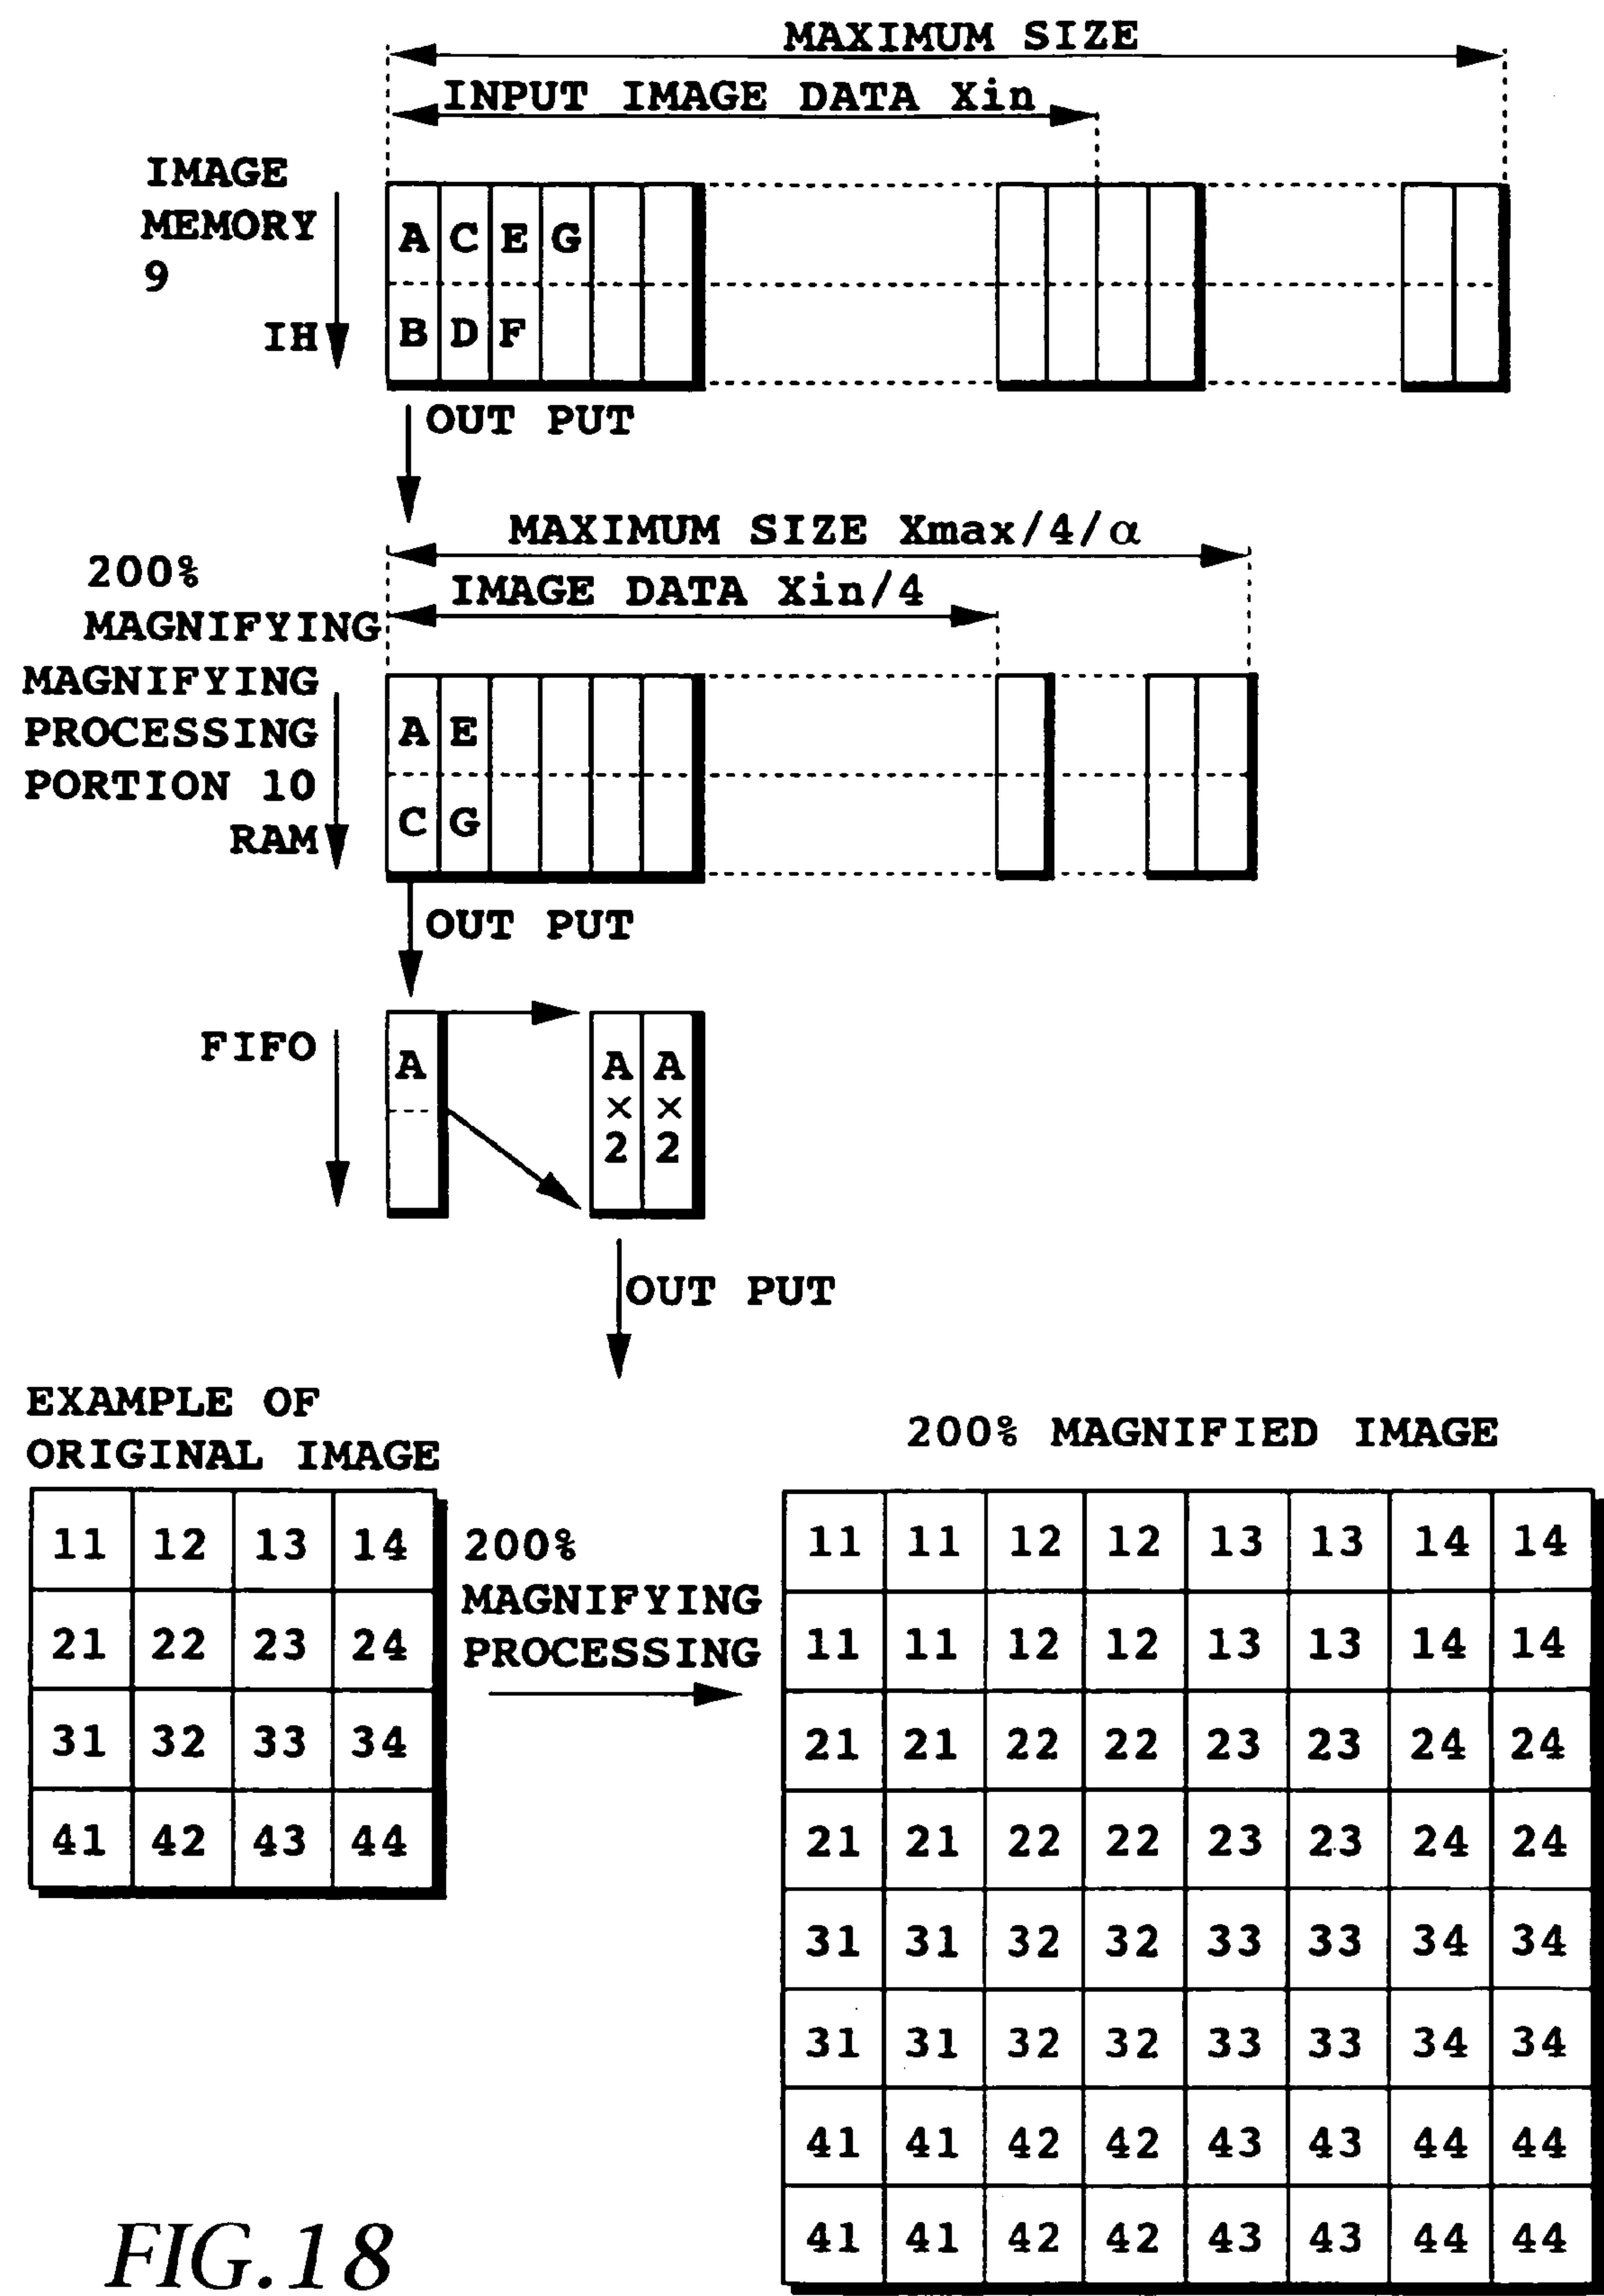 MAXIMUM SIZE
INPUT IMAGE DATA Xin
IMAGE
MEMORY
9
IH
A C E G
B D F
OUT PUT
MAXIMUM SIZE Xmax/4/α
200%
IMAGE DATA Xin/4
MAGNIFYING
MAGNIFYING
PROCESSING
PORTION 10
RAM
A E
C G
OUT PUT
FIFO
A
A A
× ×
2 2
OUT PUT
EXAMPLE OF
ORIGINAL IMAGE
11 12 13 14
21 22 23 24
31 32 33 34
41 42 43 44
200%
MAGNIFYING
PROCESSING
200% MAGNIFIED IMAGE
11 11 12 12 13 13 14 14
11 11 12 12 13 13 14 14
21 21 22 22 23 23 24 24
21 21 22 22 23 23 24 24
31 31 32 32 33 33 34 34
31 31 32 32 33 33 34 34
41 41 42 42 43 43 44 44
41 41 42 42 43 43 44 44
FIG.18